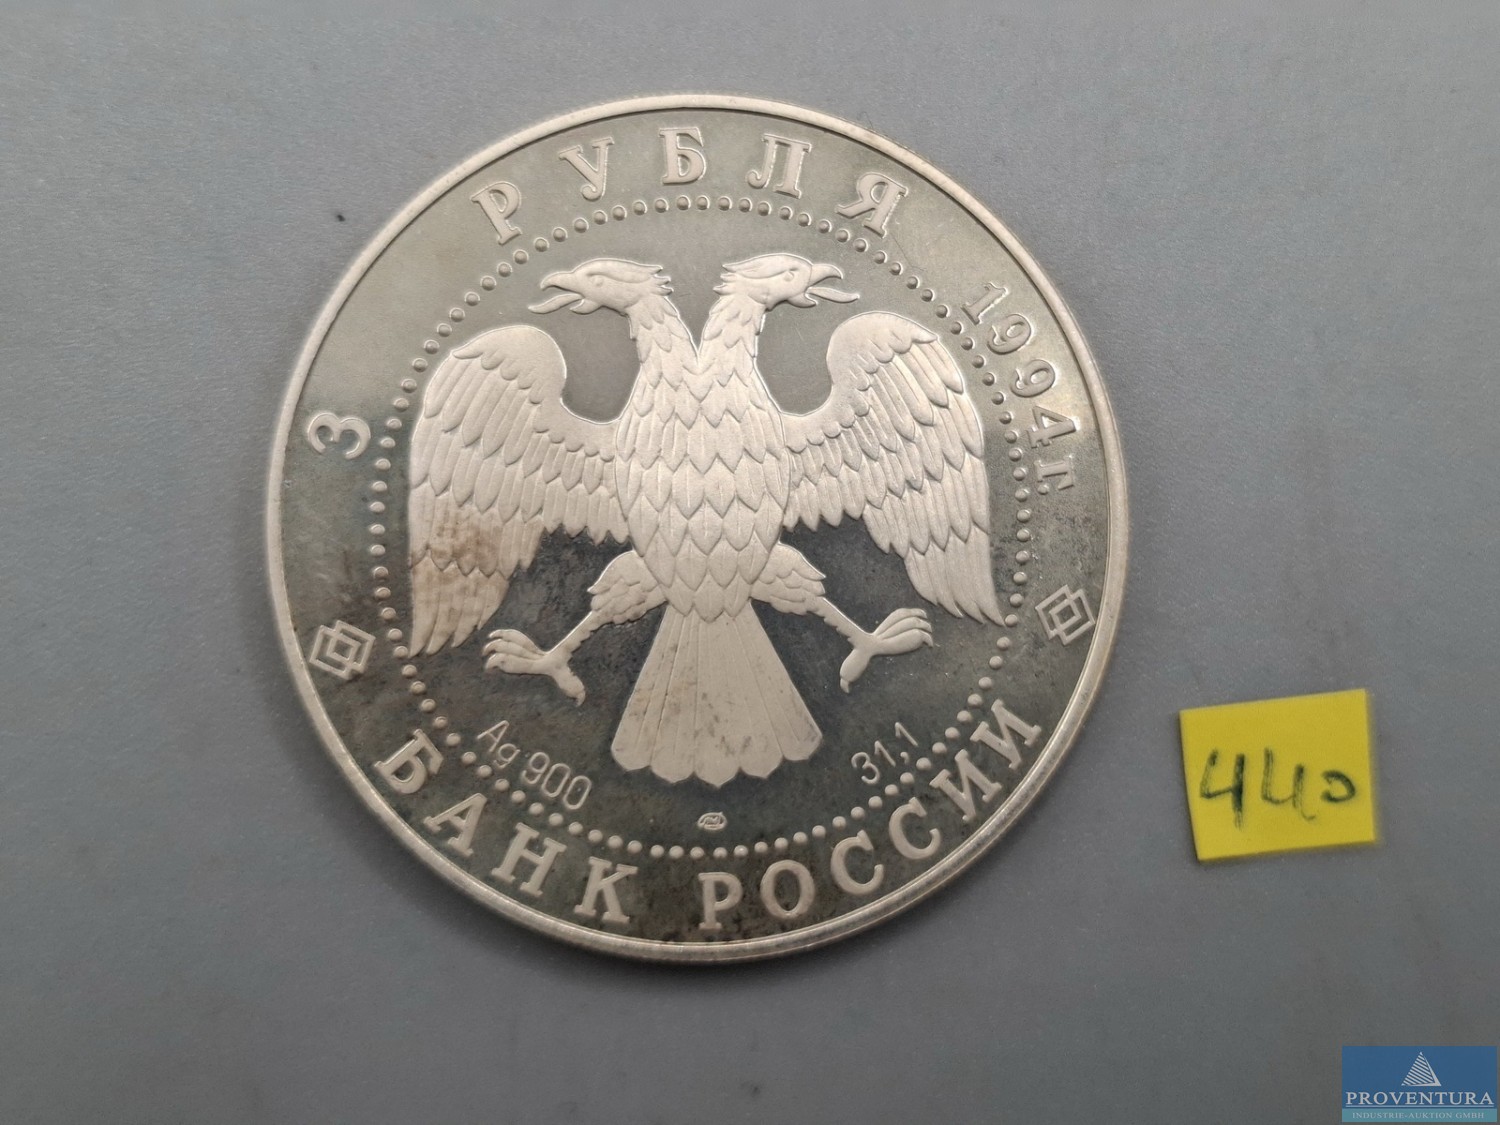 3 РУБЛЯ 1994 г.
Ag 900
31,1
БАНК РОССИИ
440
PROVENTURA
INDUSTRIE-AUKTION GMBH